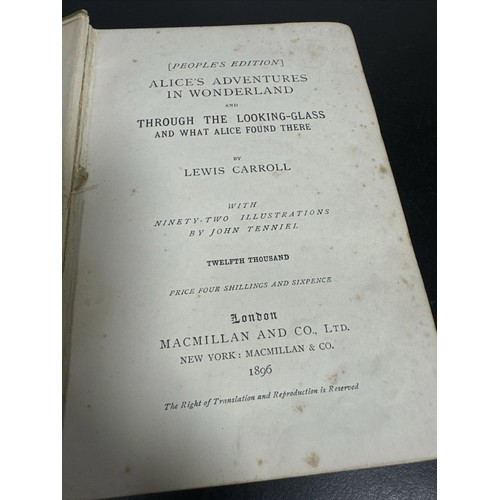 [PEOPLE'S EDITION]
ALICE'S ADVENTURES
IN WONDERLAND
AND
THROUGH THE LOOKING-GLASS
AND WHAT ALICE FOUND THERE
BY
LEWIS CARROLL
WITH
NINETY-TWO ILLUSTRATIONS
BY JOHN TENNIEL
TWELFTH THOUSAND
PRICE FOUR SHILLINGS AND SIXPENCE
London
MACMILLAN AND CO., LTD.
NEW YORK: MACMILLAN & CO.
1896
The Right of Translation and Reproduction is Reserved